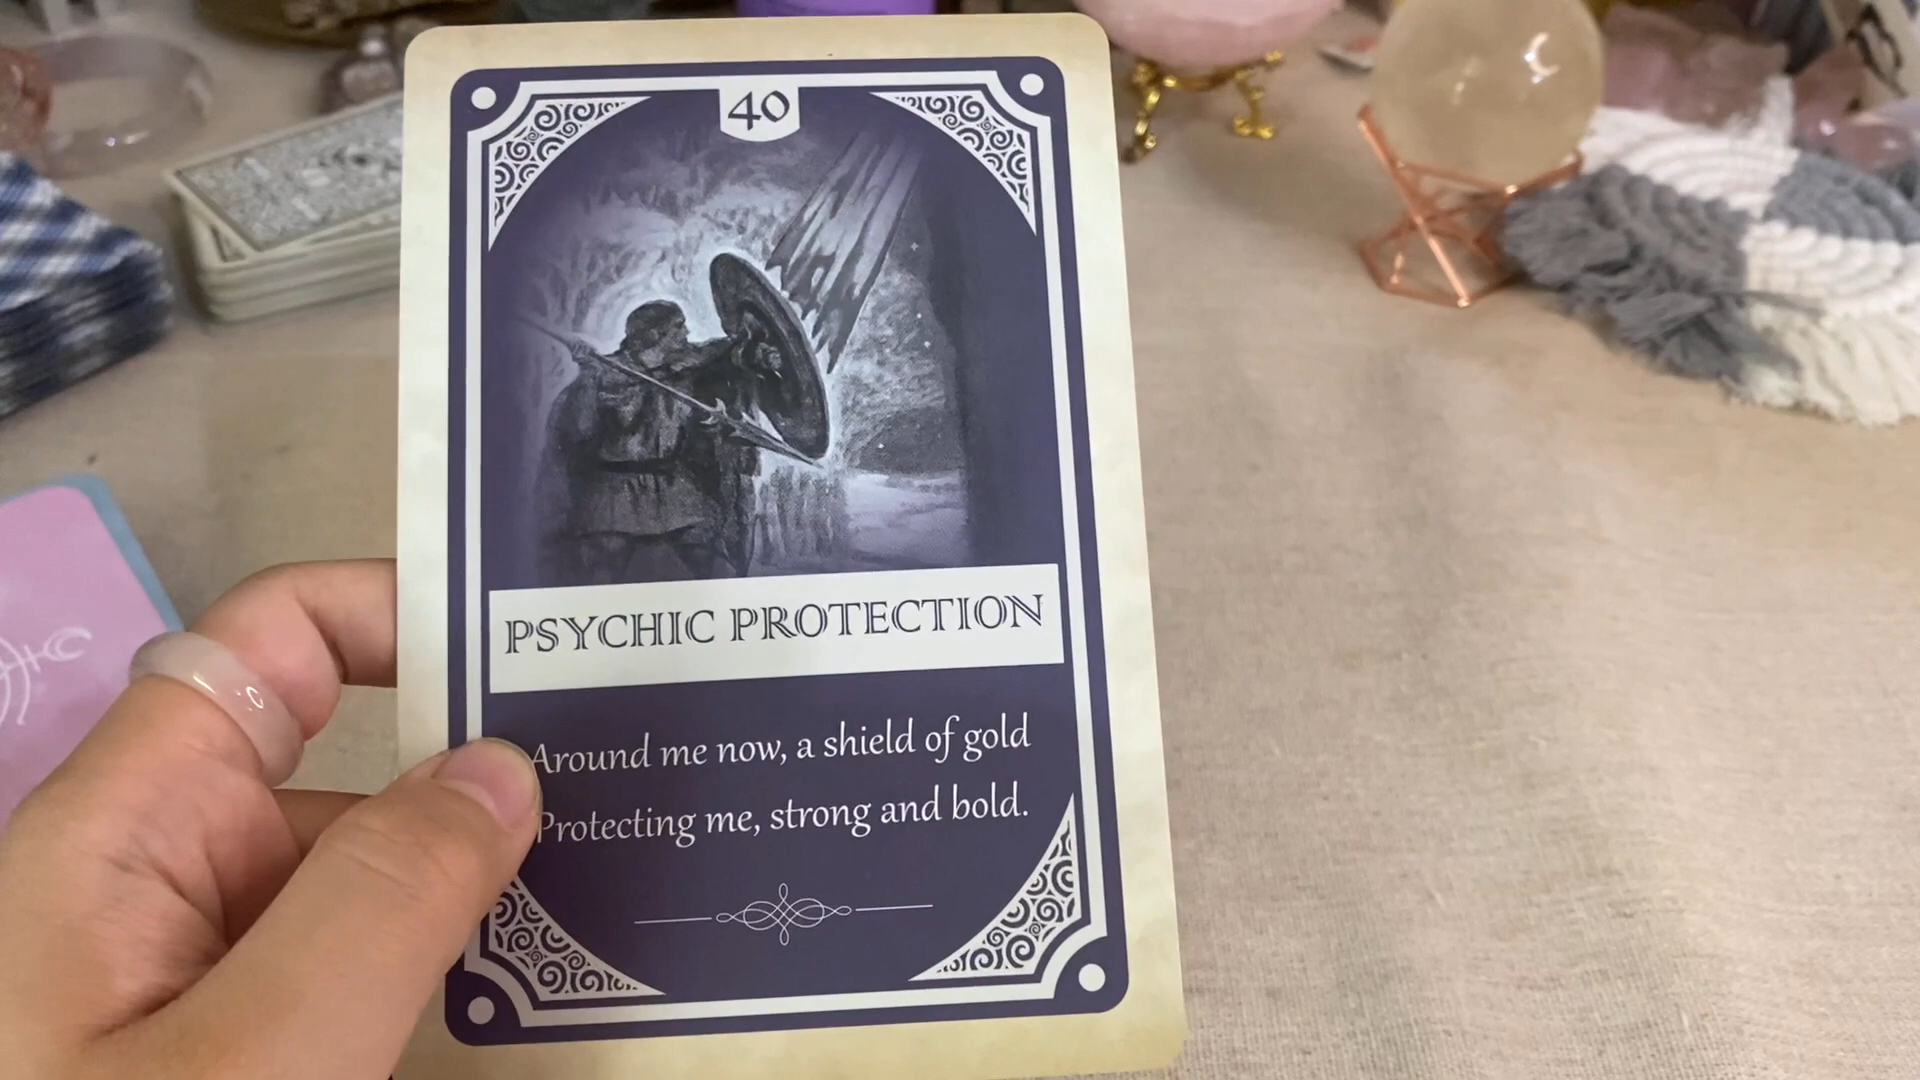 40
PSYCHIC PROTECTION
Around me now, a shield of gold
Protecting me, strong and bold.